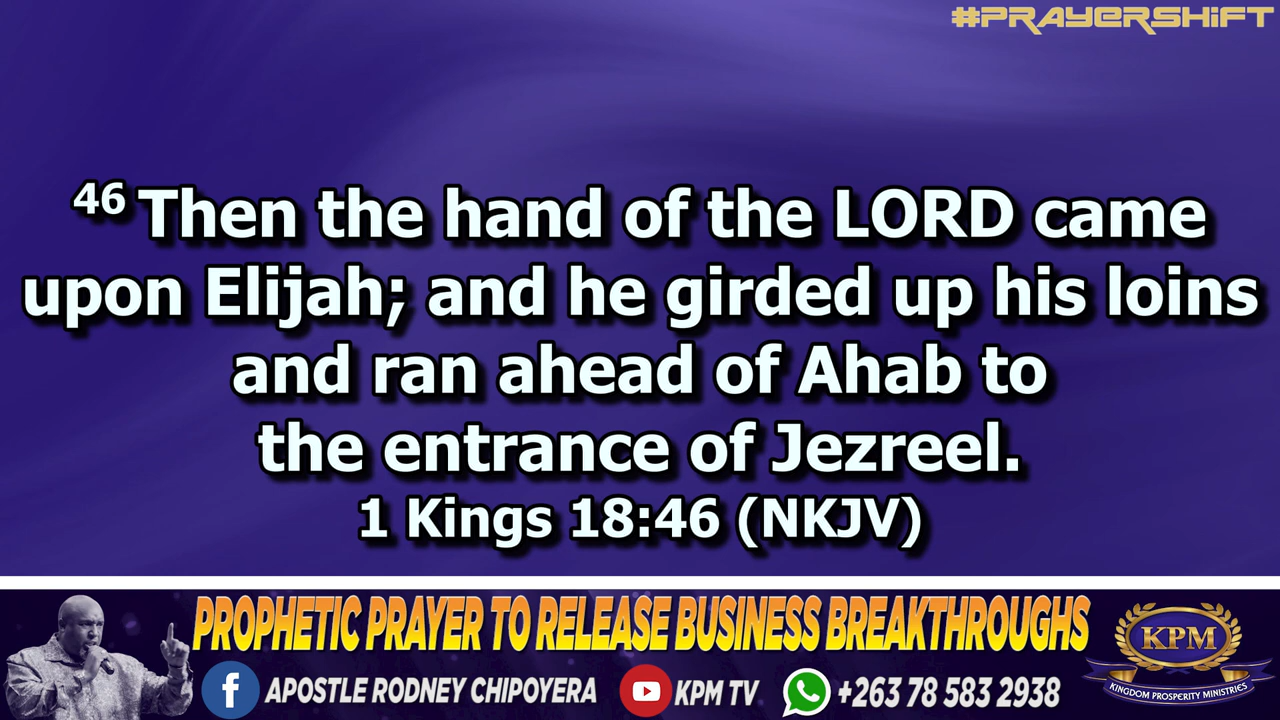 #PRAYERSHIFT
46 Then the hand of the LORD came
upon Elijah; and he girded up his loins
and ran ahead of Ahab to
the entrance of Jezreel.
1 Kings 18:46 (NKJV)
PROPHETIC PRAYER TO RELEASE BUSINESS BREAKTHROUGHS
f APOSTLE RODNEY CHIPOYERA KPM TV +263 78 583 2938
KPM
KINGDOM PROSPERITY MINISTRIES